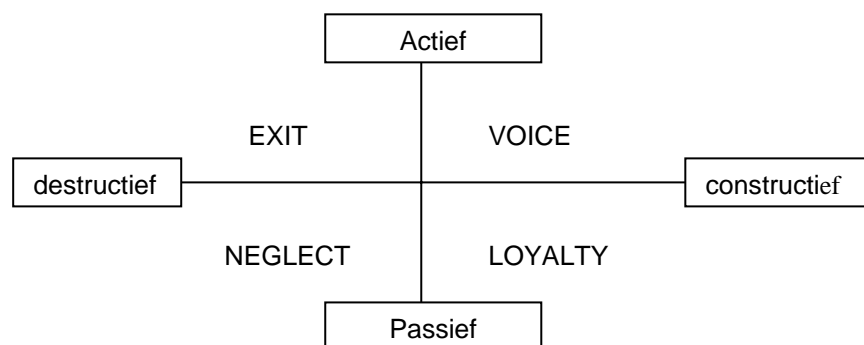 Actief
EXIT VOICE
destructief constructief
NEGLECT LOYALTY
Passief